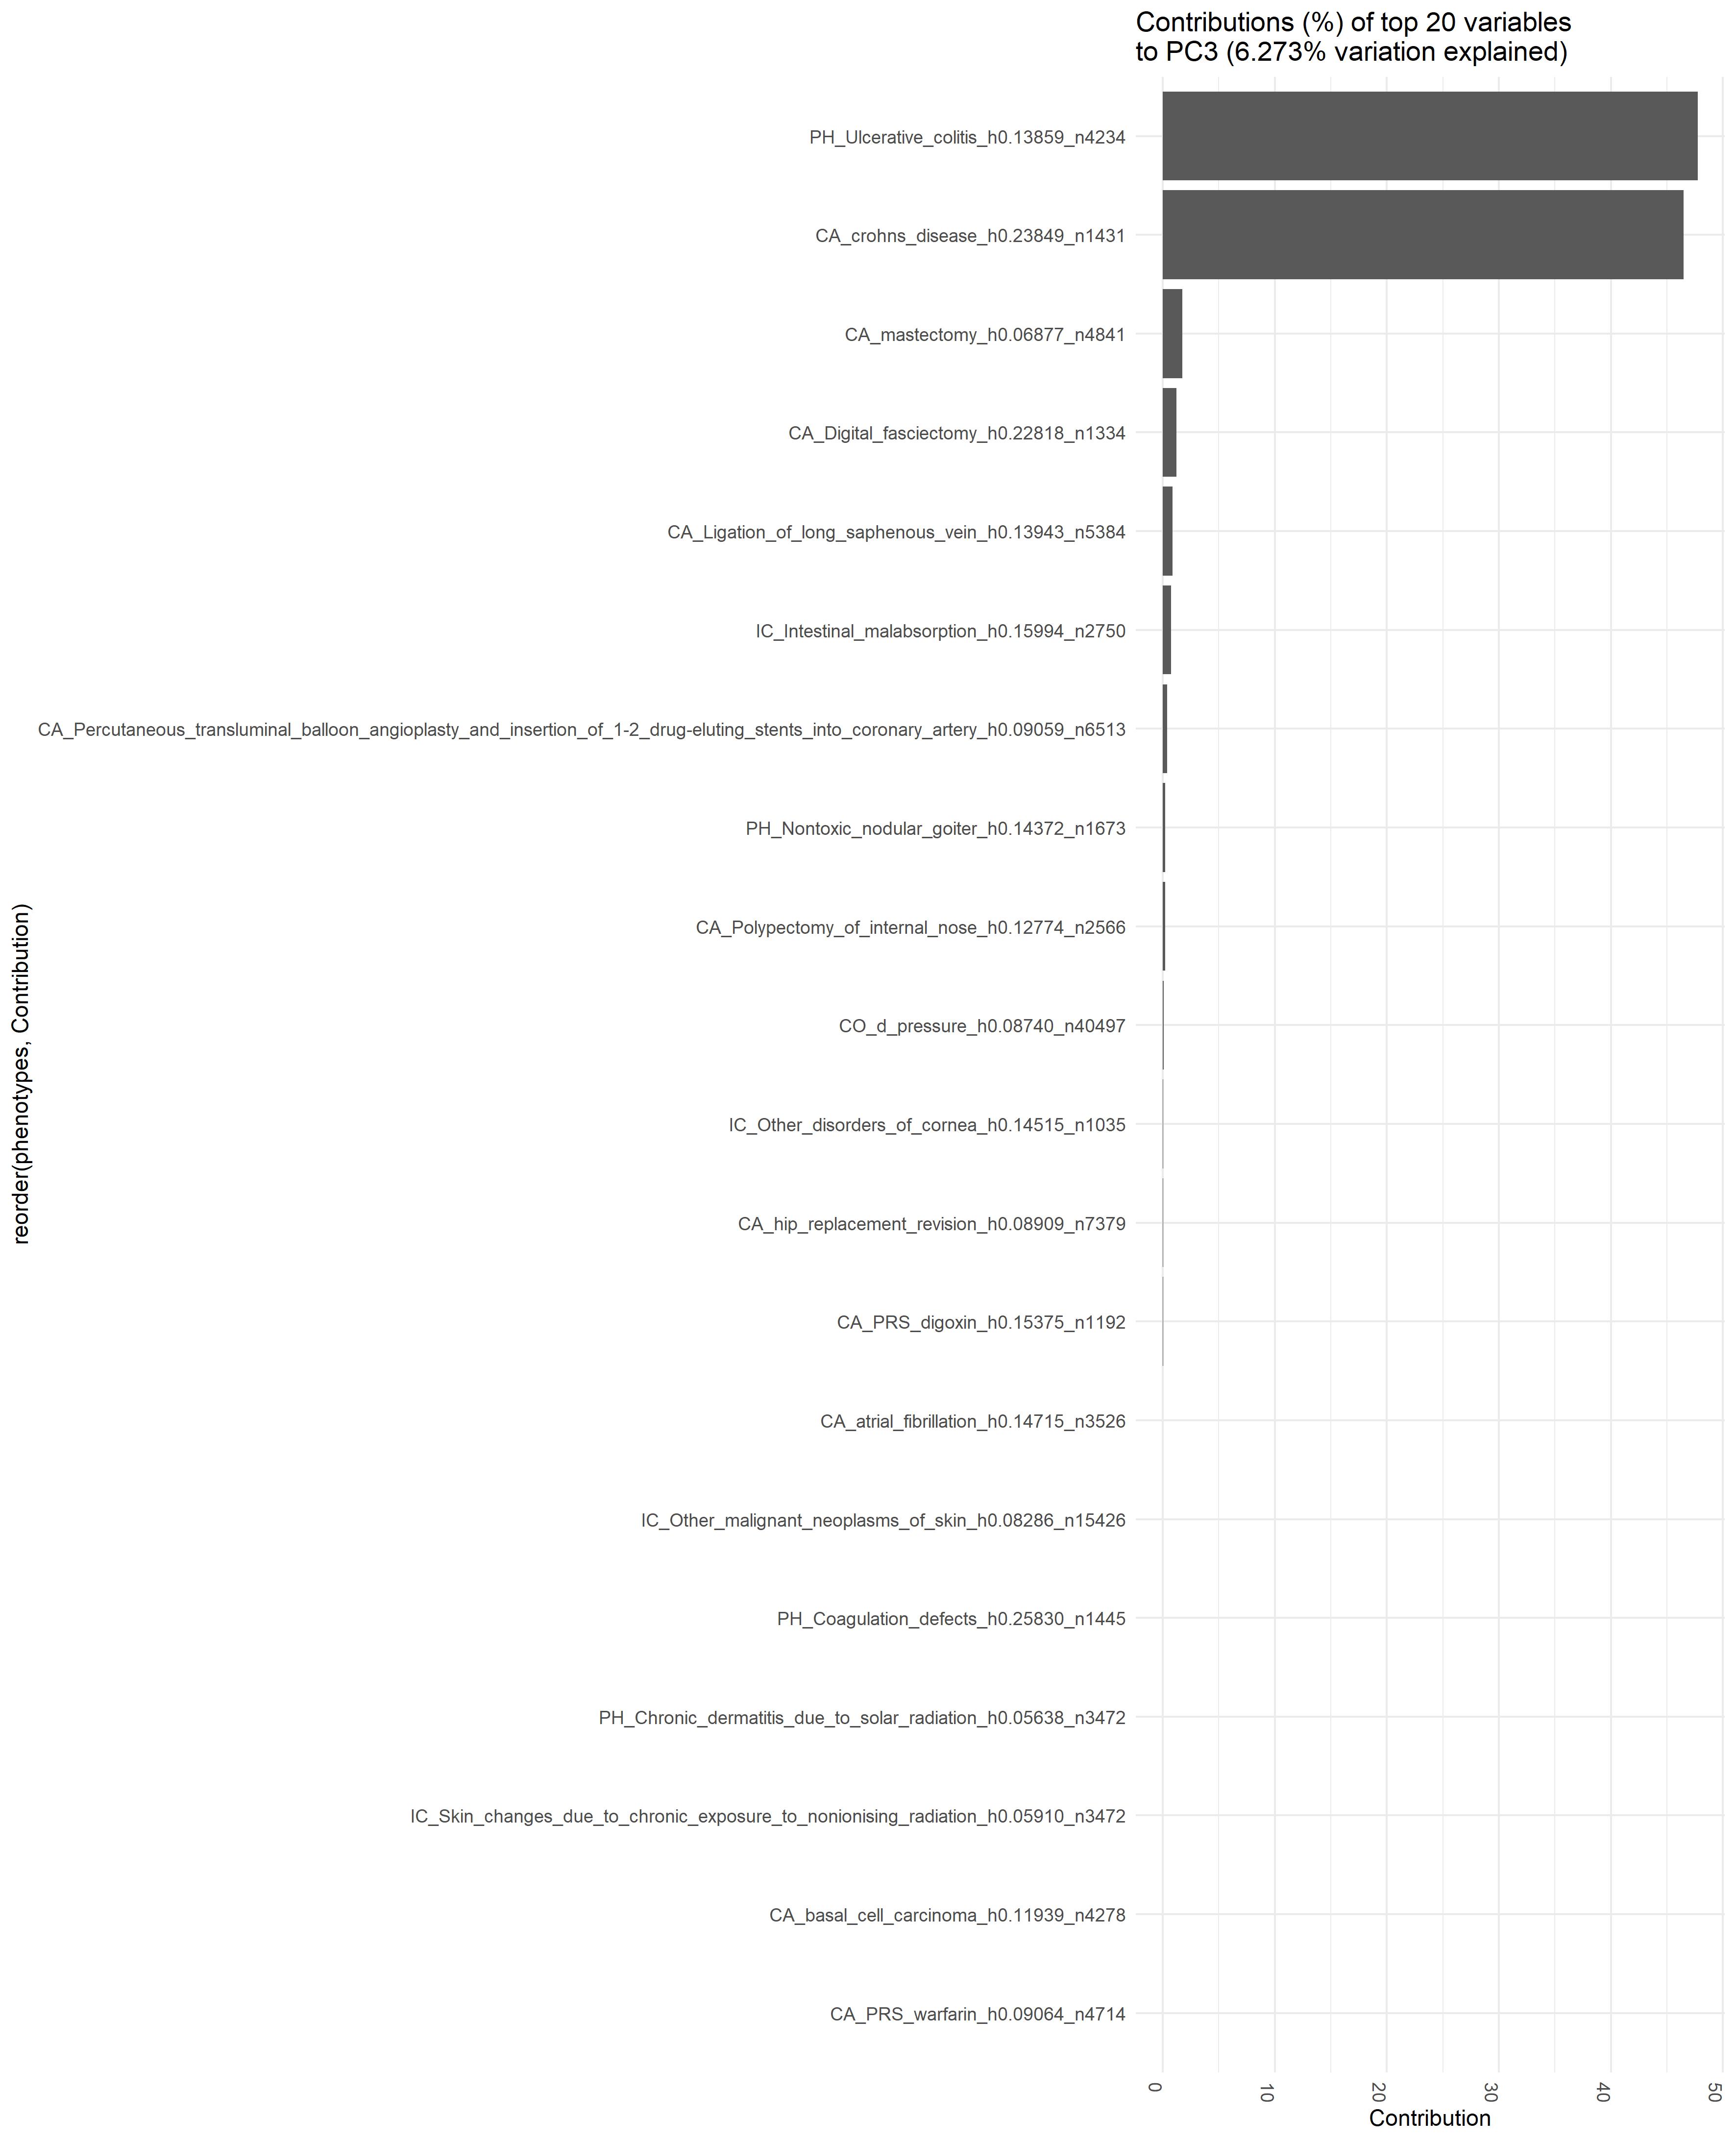 Contributions (%) of top 20 variables
to PC3 (6.273% variation explained)
PH_Ulcerative_colitis_h0.13859_n4234
CA_crohns_disease_h0.23849_n1431
CA_mastectomy_h0.06877_n4841
CA_Digital_fasciectomy_h0.22818_n1334
CA_Ligation_of_long_saphenous_vein_h0.13943_n5384
IC_Intestinal_malabsorption_h0.15994_n2750
CA_Percutaneous_transluminal_balloon_angioplasty_and_insertion_of_1-2_drug-eluting_stents_into_coronary_artery_h0.09059_n6513
PH_Nontoxic_nodular_goiter_h0.14372_n1673
CA_Polypectomy_of_internal_nose_h0.12774_n2566
CO_d_pressure_h0.08740_n40497
IC_Other_disorders_of_cornea_h0.14515_n1035
CA_hip_replacement_revision_h0.08909_n7379
CA_PRS_digoxin_h0.15375_n1192
CA_atrial_fibrillation_h0.14715_n3526
IC_Other_malignant_neoplasms_of_skin_h0.08286_n15426
PH_Coagulation_defects_h0.25830_n1445
PH_Chronic_dermatitis_due_to_solar_radiation_h0.05638_n3472
IC_Skin_changes_due_to_chronic_exposure_to_nonionising_radiation_h0.05910_n3472
CA_basal_cell_carcinoma_h0.11939_n4278
CA_PRS_warfarin_h0.09064_n4714
reorder(phenotypes, Contribution)
0
10
20
30
40
50
Contribution